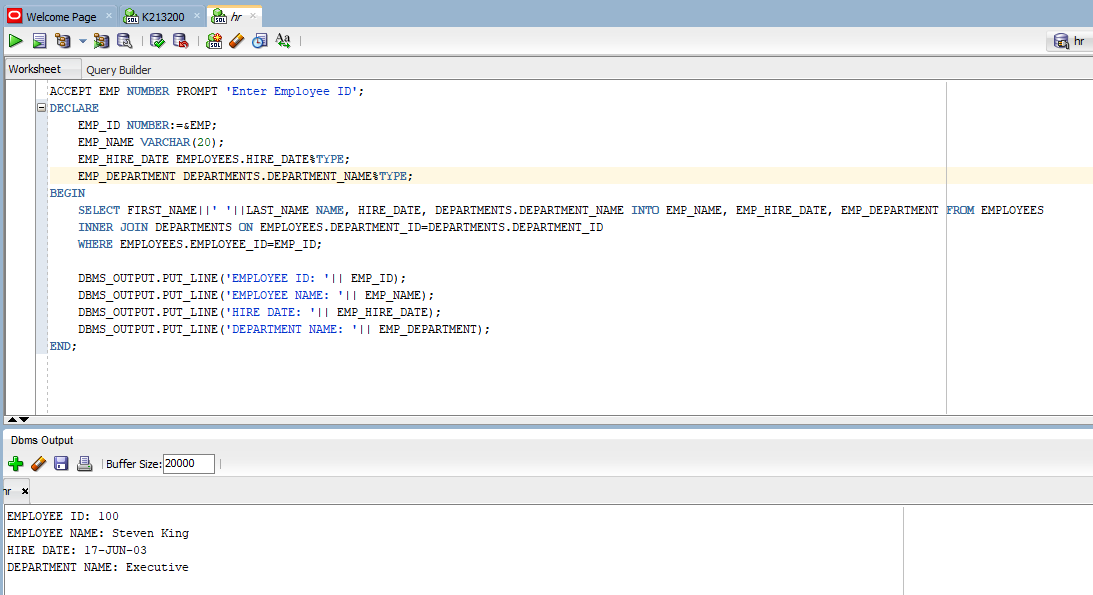 Welcome Page
K213200
hr
hr
Worksheet
Query Builder
ACCEPT EMP NUMBER PROMPT 'Enter Employee ID';
DECLARE
EMP_ID NUMBER:=&EMP;
EMP_NAME VARCHAR(20);
EMP_HIRE_DATE EMPLOYEES.HIRE_DATE%TYPE;
EMP_DEPARTMENT DEPARTMENTS.DEPARTMENT_NAME%TYPE;
BEGIN
SELECT FIRST_NAME||' '||LAST_NAME NAME, HIRE_DATE, DEPARTMENTS.DEPARTMENT_NAME INTO EMP_NAME, EMP_HIRE_DATE, EMP_DEPARTMENT FROM EMPLOYEES
INNER JOIN DEPARTMENTS ON EMPLOYEES.DEPARTMENT_ID=DEPARTMENTS.DEPARTMENT_ID
WHERE EMPLOYEES.EMPLOYEE_ID=EMP_ID;
DBMS_OUTPUT.PUT_LINE('EMPLOYEE ID: '|| EMP_ID);
DBMS_OUTPUT.PUT_LINE('EMPLOYEE NAME: '|| EMP_NAME);
DBMS_OUTPUT.PUT_LINE('HIRE DATE: '|| EMP_HIRE_DATE);
DBMS_OUTPUT.PUT_LINE('DEPARTMENT NAME: '|| EMP_DEPARTMENT);
END;
Dbms Output
Buffer Size: 20000
hr
EMPLOYEE ID: 100
EMPLOYEE NAME: Steven King
HIRE DATE: 17-JUN-03
DEPARTMENT NAME: Executive